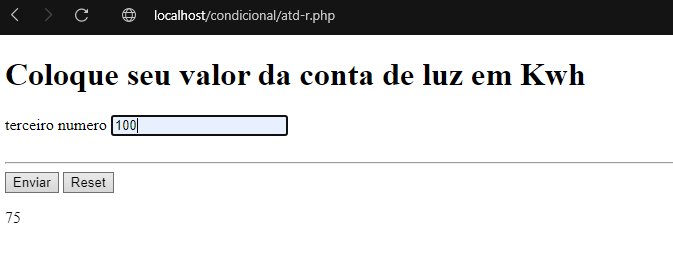 localhost/condicional/atd-r.php
Coloque seu valor da conta de luz em Kwh
terceiro numero 100
Enviar Reset
75